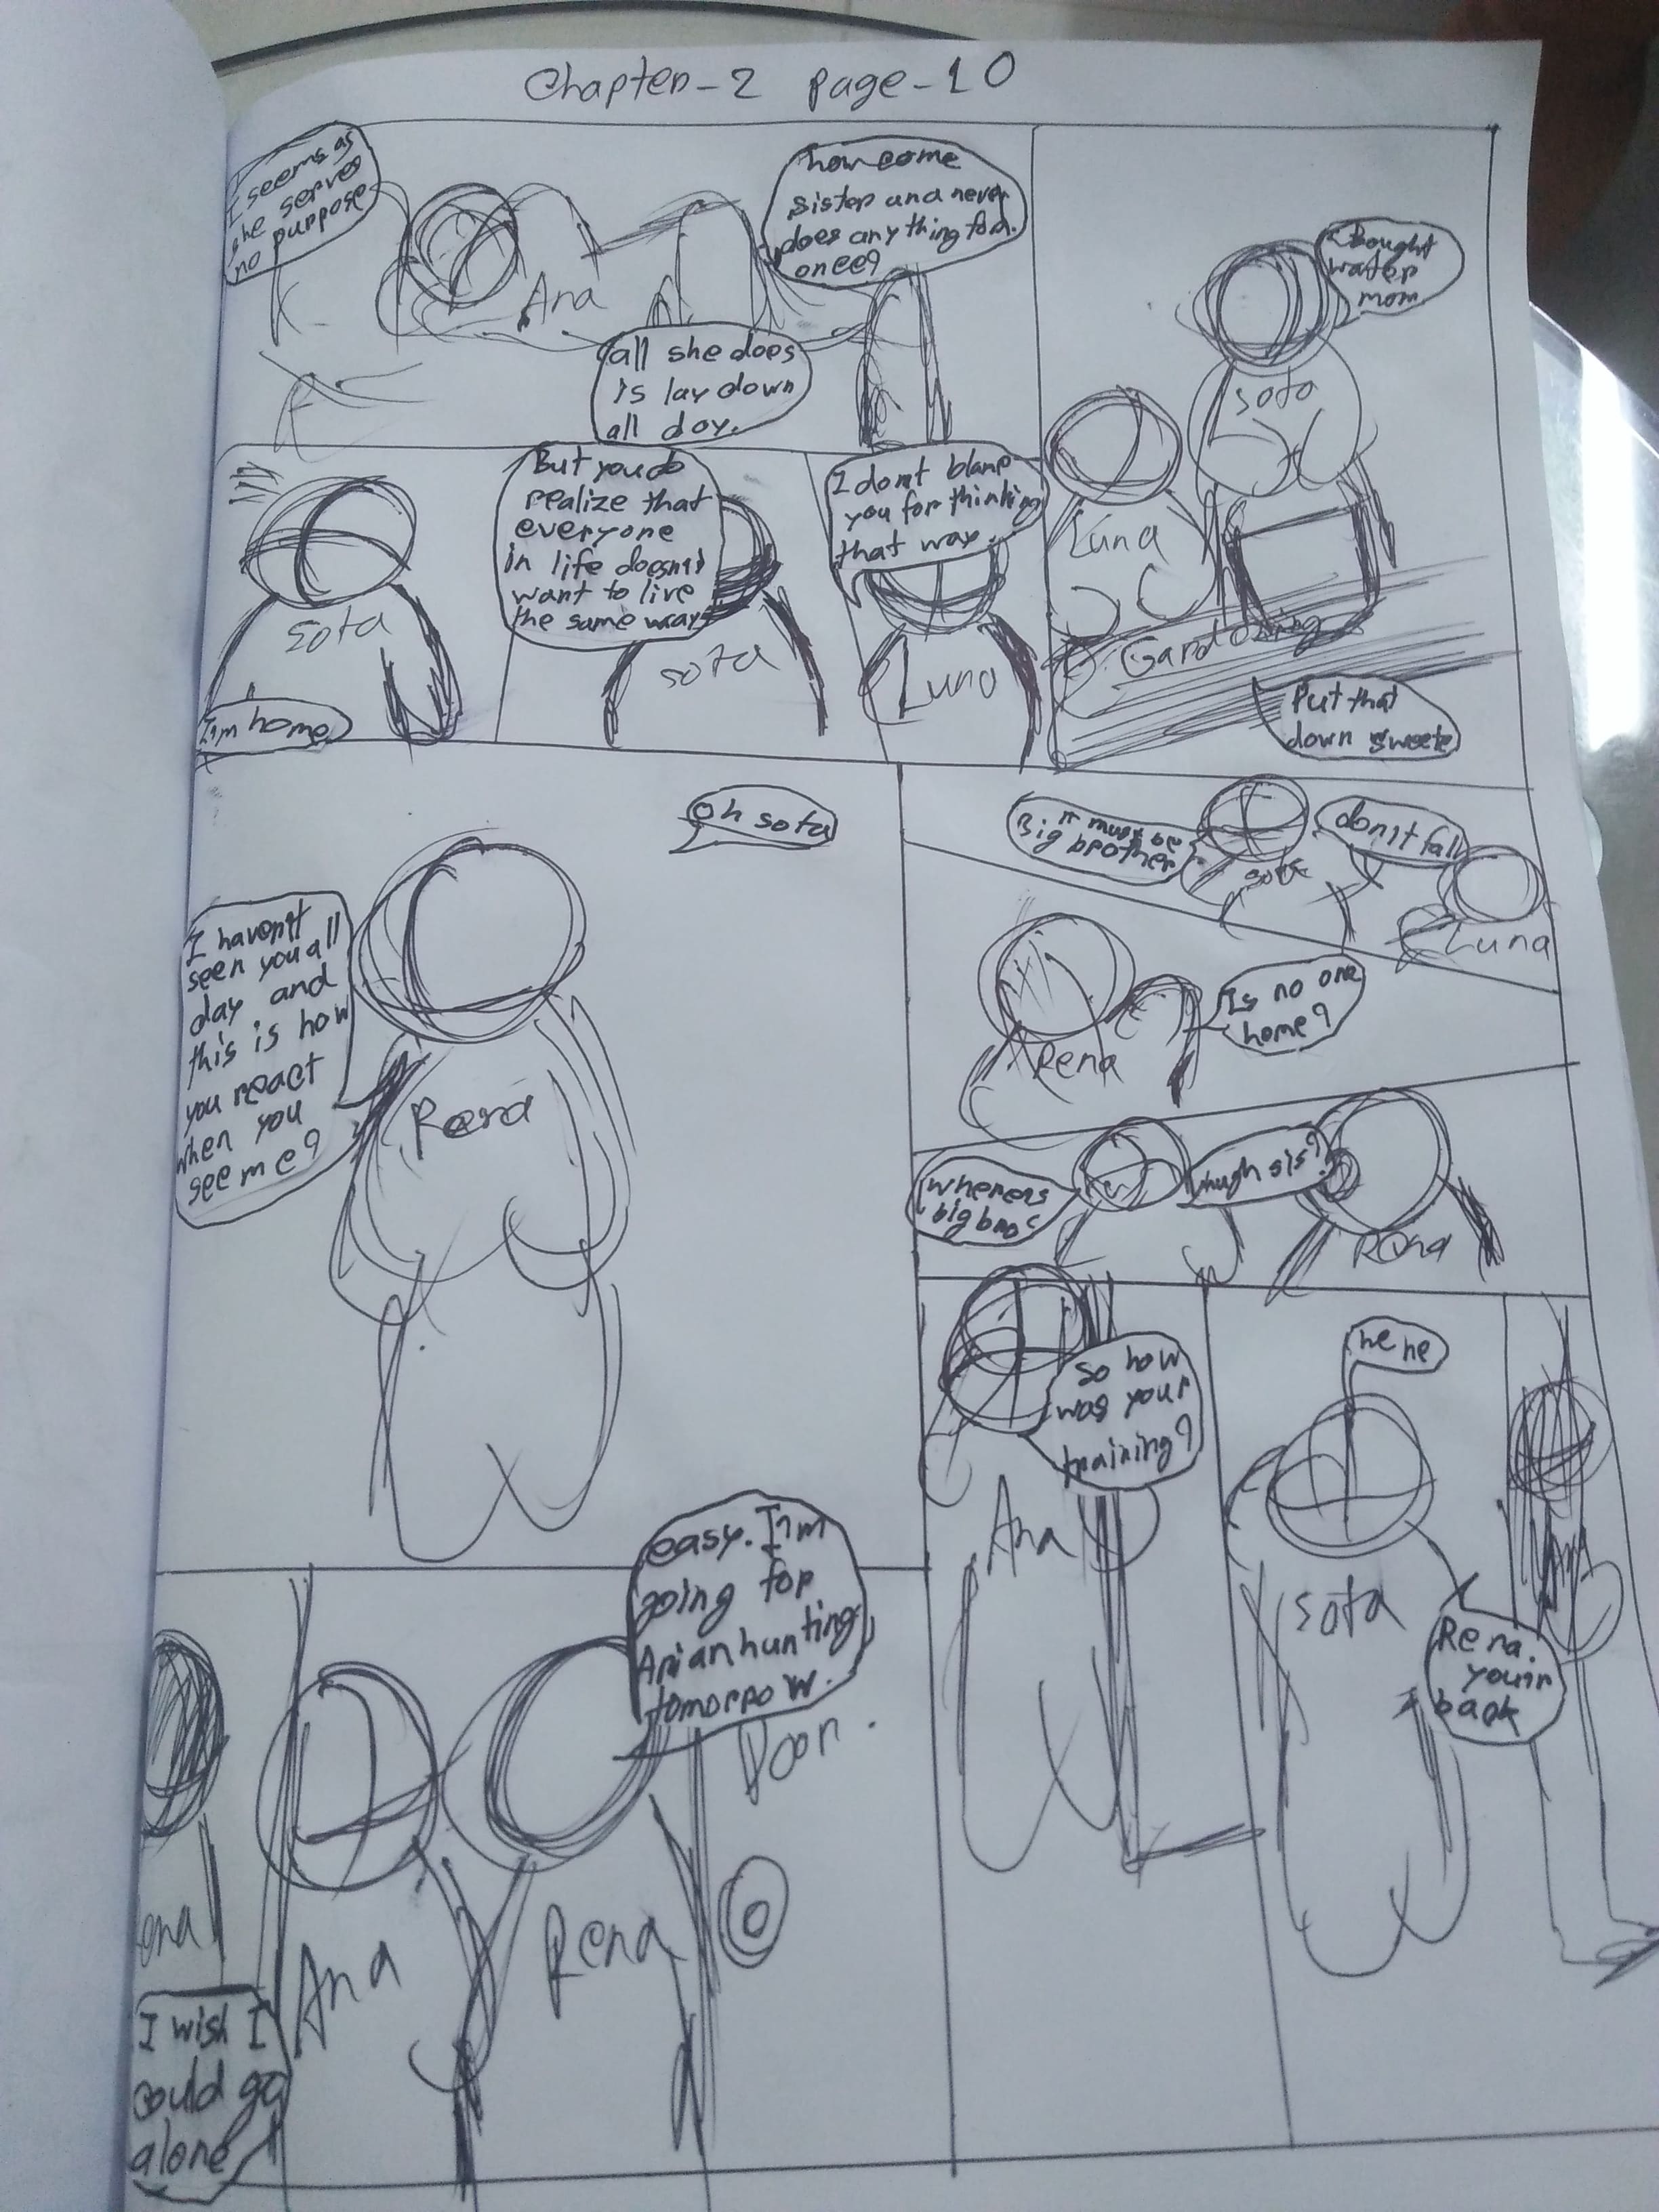 Chapter-2 Page-10
I Bought
water
mom
sota
Luna
Gardening
Put that
down sweete
how come
sister ana never
does any thing for
once?
Ana
all she does
is lay down
all day.
I seems as
she serves
no purpose
I don't blame
you for thinking
that way.
Luna
But you do
realize that
everyone
in life doesn't
want to live
the same way
sota
sota
I'm home
don't fall
it must be
Big brother
sota
Luna
Is no one
home?
Rena
hugh sis?
where's
big bro
Rena
oh sota
I haven't
seen you all
day and
this is how
you react
when you
see me?
Rena
he he
sota
Rena.
your
back
So how
was your
training?
Ana
easy. I'm
going for
Arian hunting
tomorrow.
Door.
Rena
Ana
I wish I
could go
alone